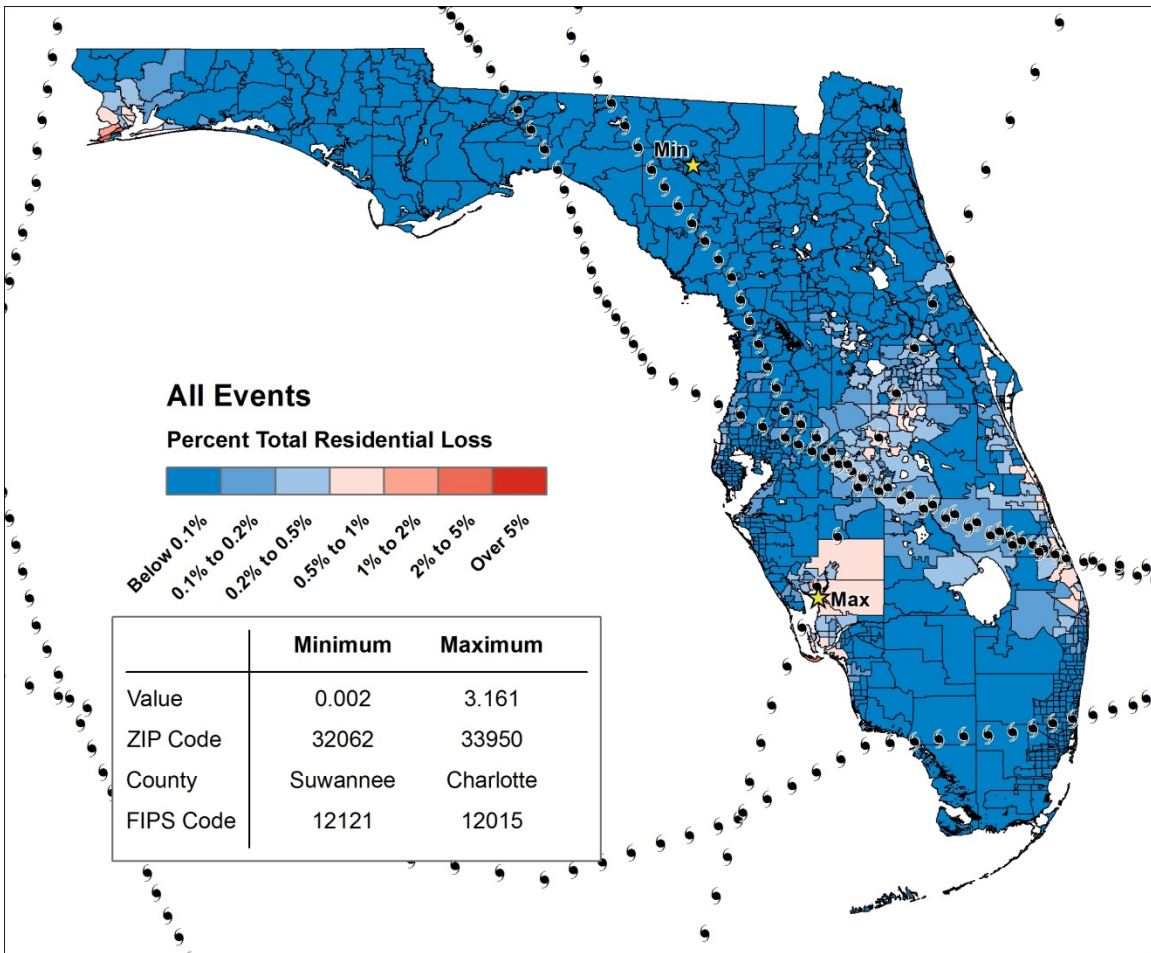 Min
All Events
Percent Total Residential Loss
Below 0.1%
0.1% to 0.2%
0.2% to 0.5%
0.5% to 1%
1% to 2%
2% to 5%
Over 5%
Max
Minimum Maximum
Value 0.002 3.161
ZIP Code 32062 33950
County Suwannee Charlotte
FIPS Code 12121 12015